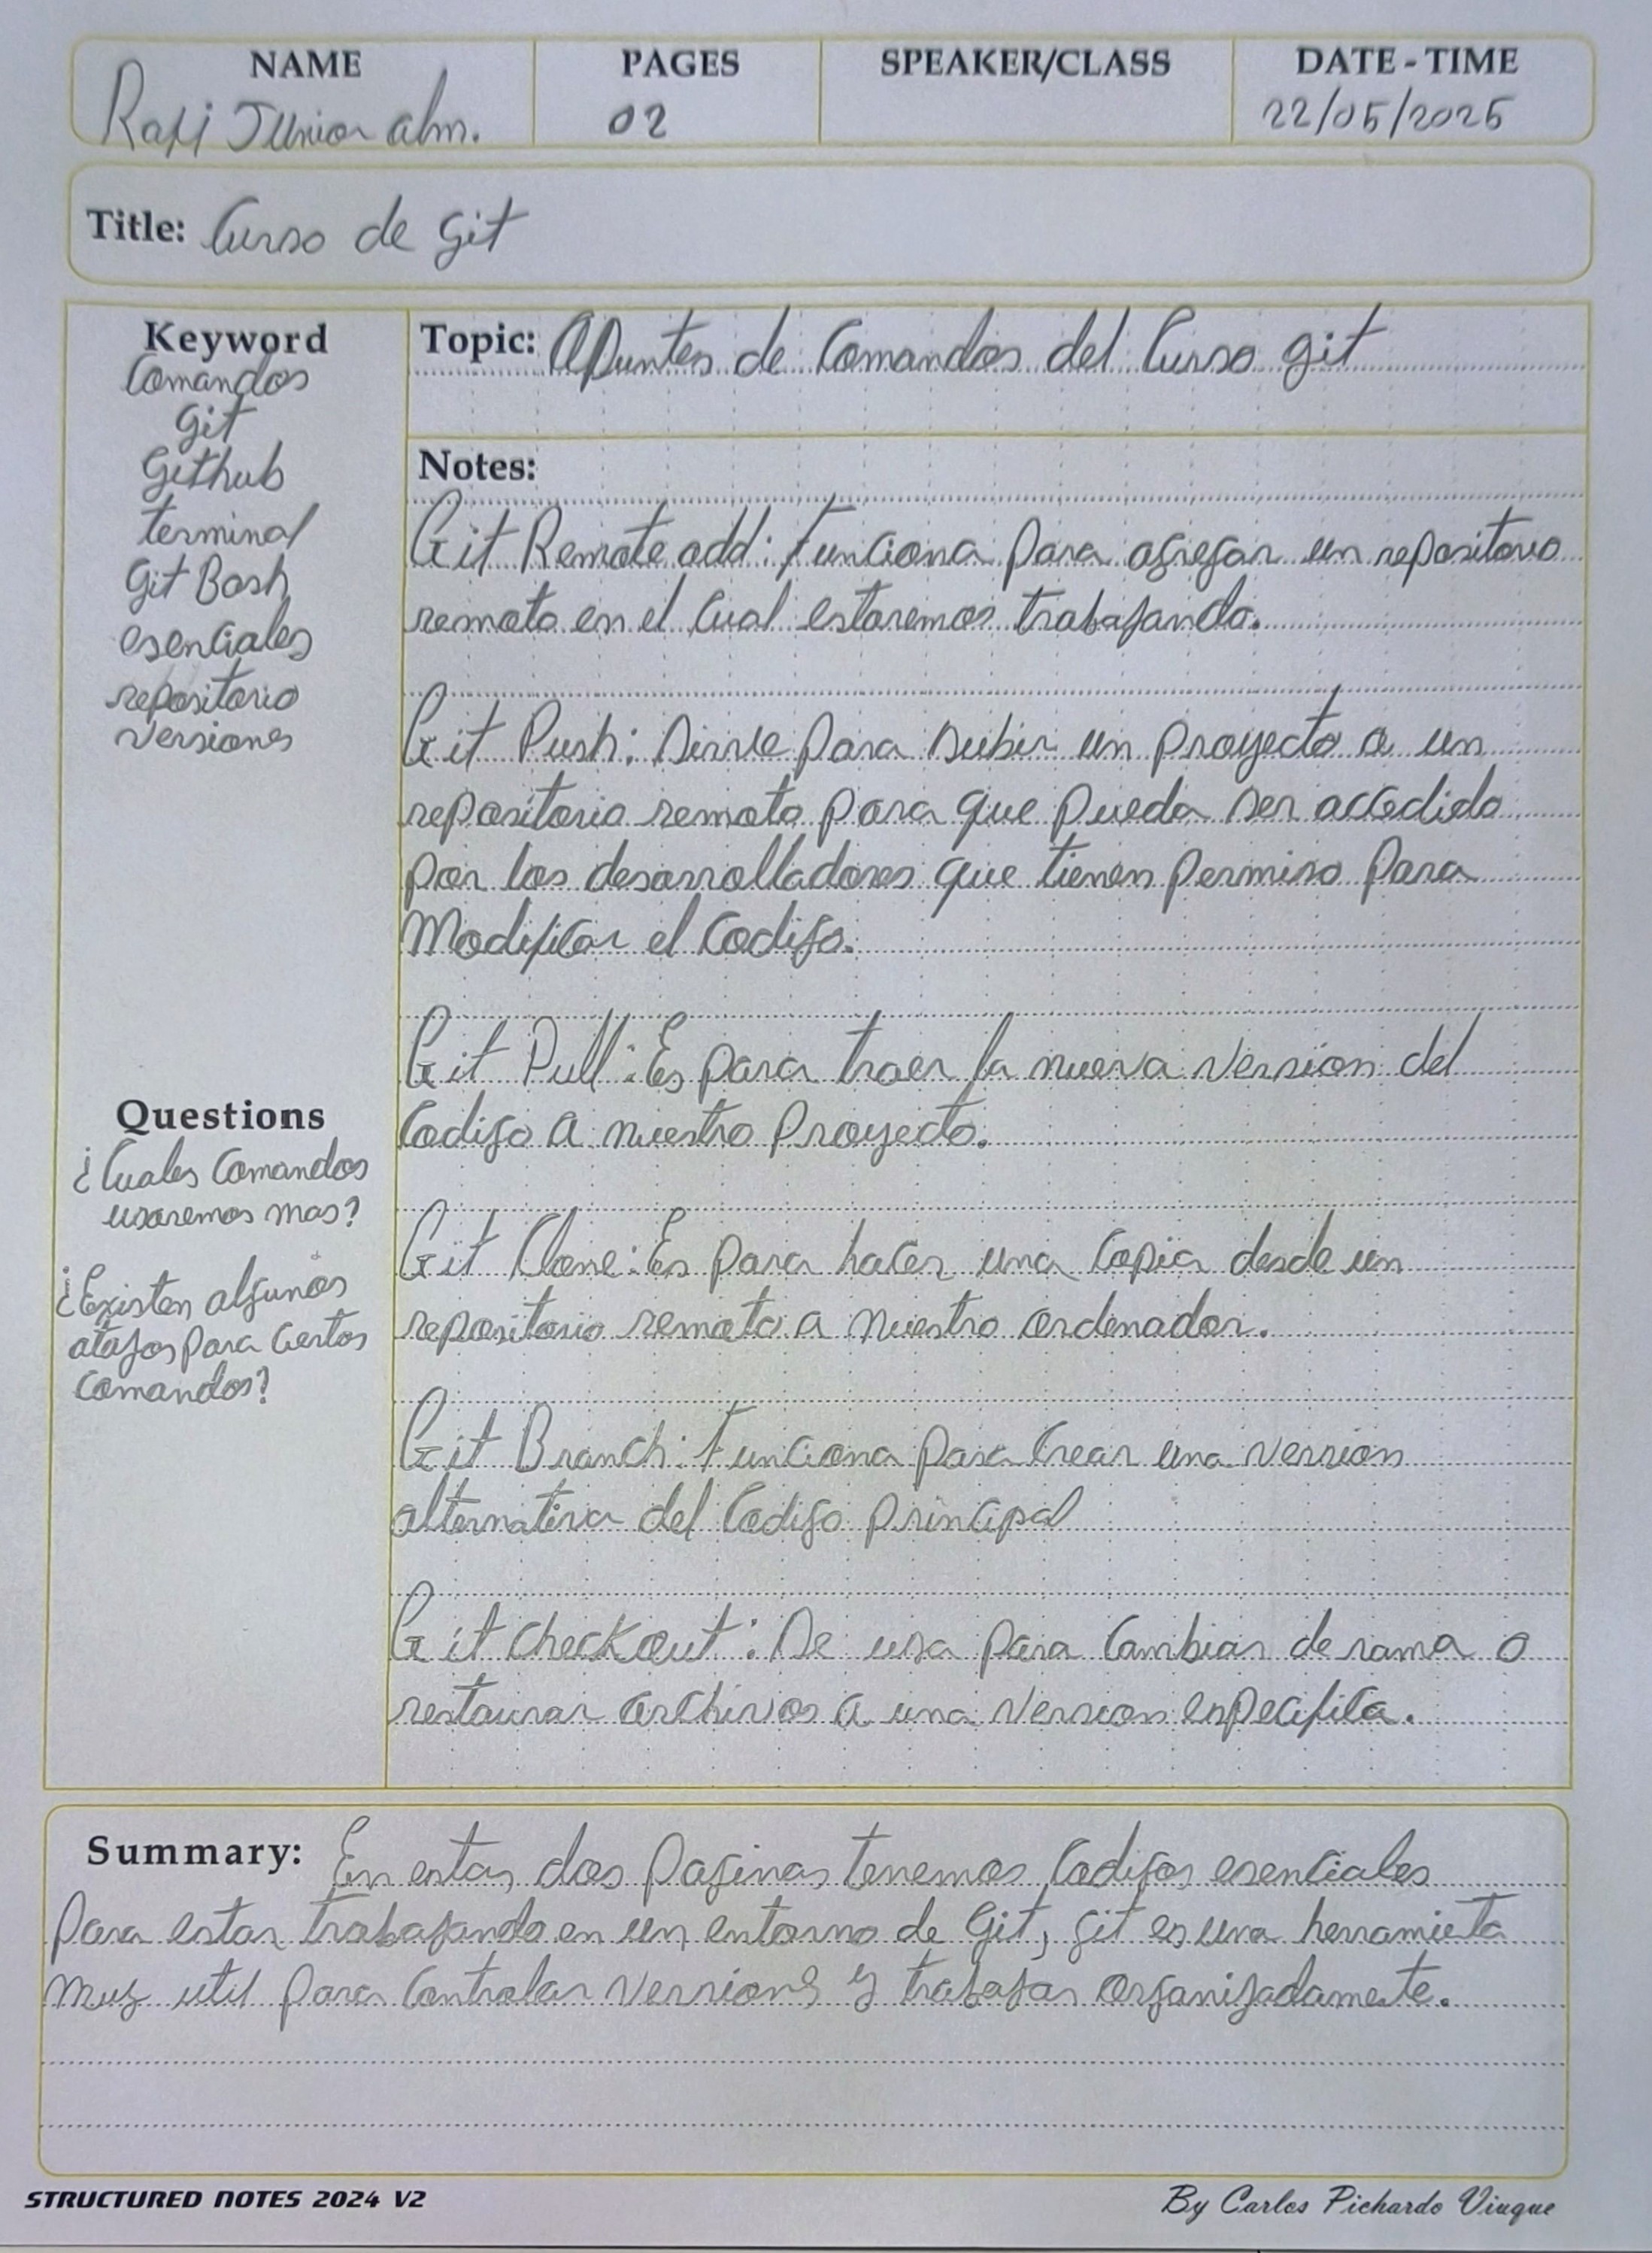 NAME PAGES SPEAKER/CLASS DATE-TIME
Junior alm. 02 22/05/2025
Title: Curso de git
Keyword
Comandos
git
Github
terminal
Git Bash
esenciales
repositorio
versiones
Questions
¿Cuales Comandos
usaremos mas?
¿Existen algunos
atajos para Certos
Comandos?
Topic: Apuntes de Comandos del Curso git
Notes:
Git Remote add: Funciona para agregar un repositorio
remoto en el Cual estaremos trabajando.
Git Push: Sirve para subir un proyecto a un
repositorio remoto para que pueda ser accedido
por los desarrolladores que tienen permiso para
Modificar el Codigo.
Git Pull: Es para traer la nueva version del
Codigo a nuestro Proyecto.
Git Clone: Es para hacer una Copia desde un
repositorio remoto a nuestro ordenador.
Git Branch: Funciona para Crear una version
alternativa del Codigo principal
Git checkout: Se usa para Cambiar de rama o
restaurar archivos a una version especifica.
Summary: En estas dos paginas tenemos Codigos esenciales
Para estar trabajando en un entorno de Git, git es una herramieta
muy util para Controlar versions y trabajar organizadamete.
STRUCTURED NOTES 2024 V2
By Carlos Pichardo Viuque